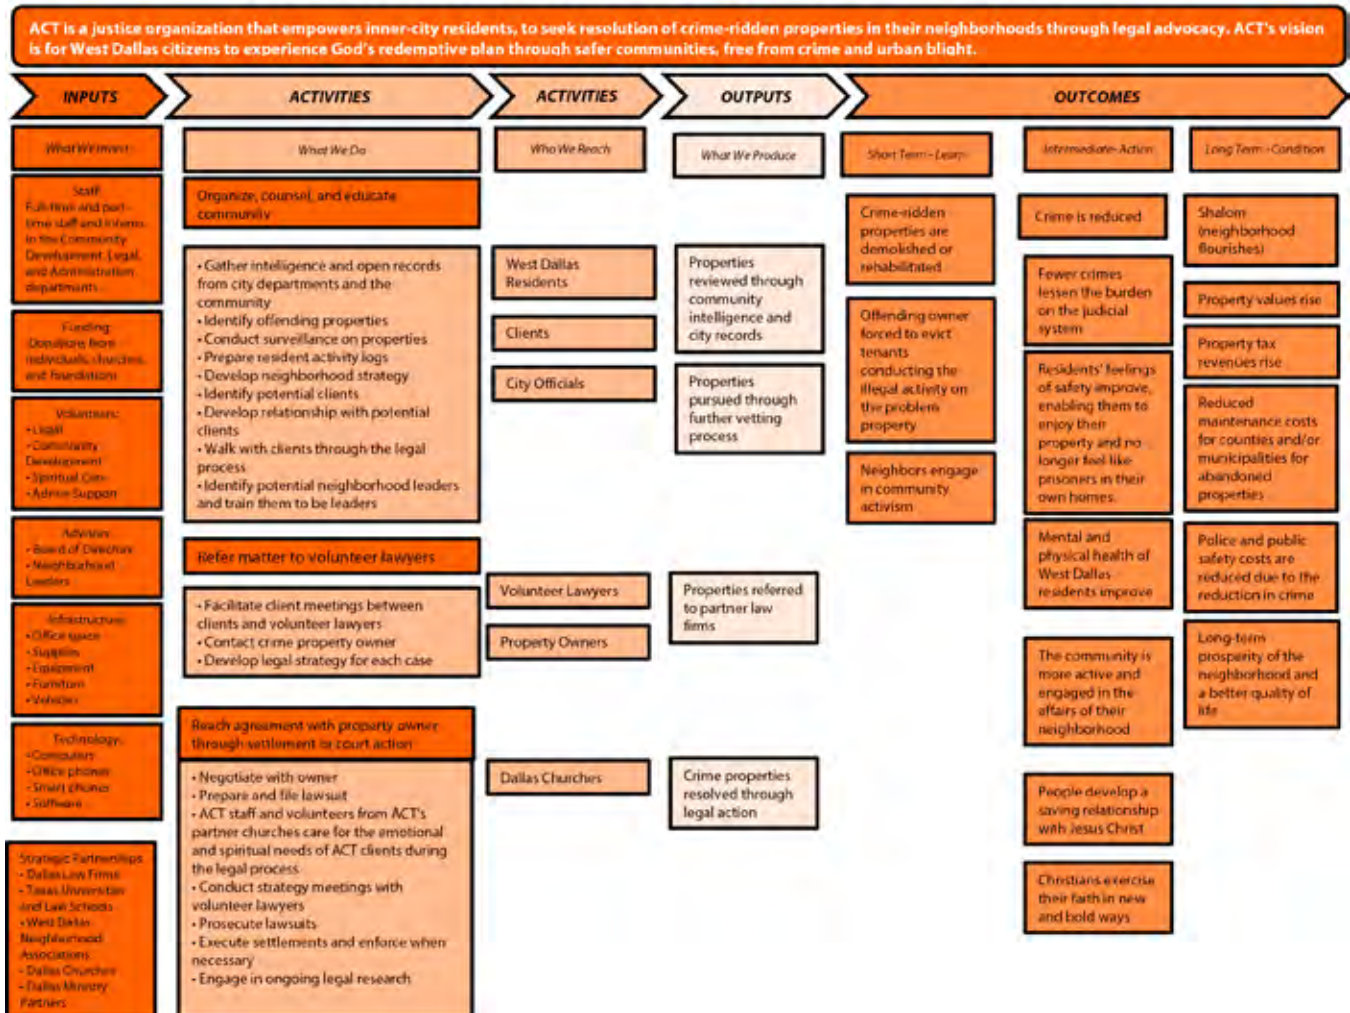 ACT is a justice organization that empowers inner-city residents, to seek resolution of crime-ridden properties in their neighborhoods through legal advocacy. ACT's vision
is for West Dallas citizens to experience God's redemptive plan through safer communities, free from crime and urban blight.
INPUTS
ACTIVITIES
ACTIVITIES
OUTPUTS
OUTCOMES
What We Invest
What We Do
Who We Reach
What We Produce
Short Term - Learn
Intermediate - Action
Long Term - Condition
Staff
Full-time and part-
time staff and interns
in the Community
Development, Legal,
and Administration
departments
Funding
Donations from
individuals, churches,
and foundations
Volunteers:
• Legal
• Community
Development
• Spiritual Care
• Admin Support
Advisors
• Board of Directors
• Neighborhood
Leaders
Infrastructure:
• Office space
• Supplies
• Equipment
• Furniture
• Vehicles
Technology:
• Computers
• Office phones
• Smart phones
• Software
Strategic Partnerships
• Dallas Law Firms
• Texas Universities
and Law Schools
• West Dallas
Neighborhood
Associations
• Dallas Churches
• Dallas Ministry
Partners
Organize, counsel, and educate
community
• Gather intelligence and open records
from city departments and the
community
• Identify offending properties
• Conduct surveillance on properties
• Prepare resident activity logs
• Develop neighborhood strategy
• Identify potential clients
• Develop relationship with potential
clients
• Walk with clients through the legal
process
• Identify potential neighborhood leaders
and train them to be leaders
Refer matter to volunteer lawyers
• Facilitate client meetings between
clients and volunteer lawyers
• Contact crime property owner
• Develop legal strategy for each case
Reach agreement with property owner
through settlement or court action
• Negotiate with owner
• Prepare and file lawsuit
• ACT staff and volunteers from ACT's
partner churches care for the emotional
and spiritual needs of ACT clients during
the legal process
• Conduct strategy meetings with
volunteer lawyers
• Prosecute lawsuits
• Execute settlements and enforce when
necessary
• Engage in ongoing legal research
West Dallas
Residents
Clients
City Officials
Volunteer Lawyers
Property Owners
Dallas Churches
Properties
reviewed through
community
intelligence and
city records
Properties
pursued through
further vetting
process
Properties referred
to partner law
firms
Crime properties
resolved through
legal action
Crime-ridden
properties are
demolished or
rehabilitated
Offending owner
forced to evict
tenants
conducting the
illegal activity on
the problem
property
Neighbors engage
in community
activism
Crime is reduced
Fewer crimes
lessen the burden
on the judicial
system
Residents' feelings
of safety improve,
enabling them to
enjoy their
property and no
longer feel like
prisoners in their
own homes.
Mental and
physical health of
West Dallas
residents improve
The community is
more active and
engaged in the
affairs of their
neighborhood
People develop a
saving relationship
with Jesus Christ
Christians exercise
their faith in new
and bold ways
Shalom
(neighborhood
flourishes)
Property values rise
Property tax
revenues rise
Reduced
maintenance costs
for counties and/or
municipalities for
abandoned
properties
Police and public
safety costs are
reduced due to the
reduction in crime
Long-term
prosperity of the
neighborhood and
a better quality of
life